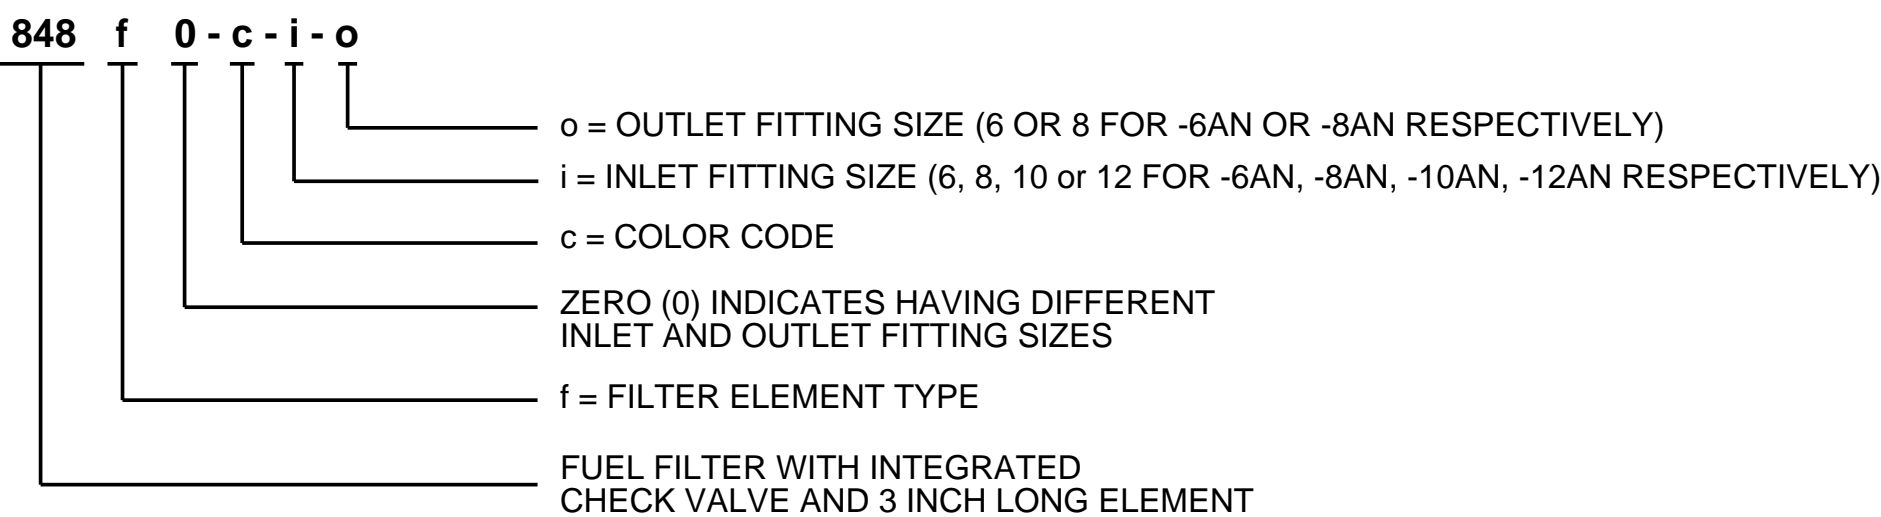 848 f 0 - c - i - o
o = OUTLET FITTING SIZE (6 OR 8 FOR -6AN OR -8AN RESPECTIVELY)
i = INLET FITTING SIZE (6, 8, 10 or 12 FOR -6AN, -8AN, -10AN, -12AN RESPECTIVELY)
c = COLOR CODE
ZERO (0) INDICATES HAVING DIFFERENT
INLET AND OUTLET FITTING SIZES
f = FILTER ELEMENT TYPE
FUEL FILTER WITH INTEGRATED
CHECK VALVE AND 3 INCH LONG ELEMENT